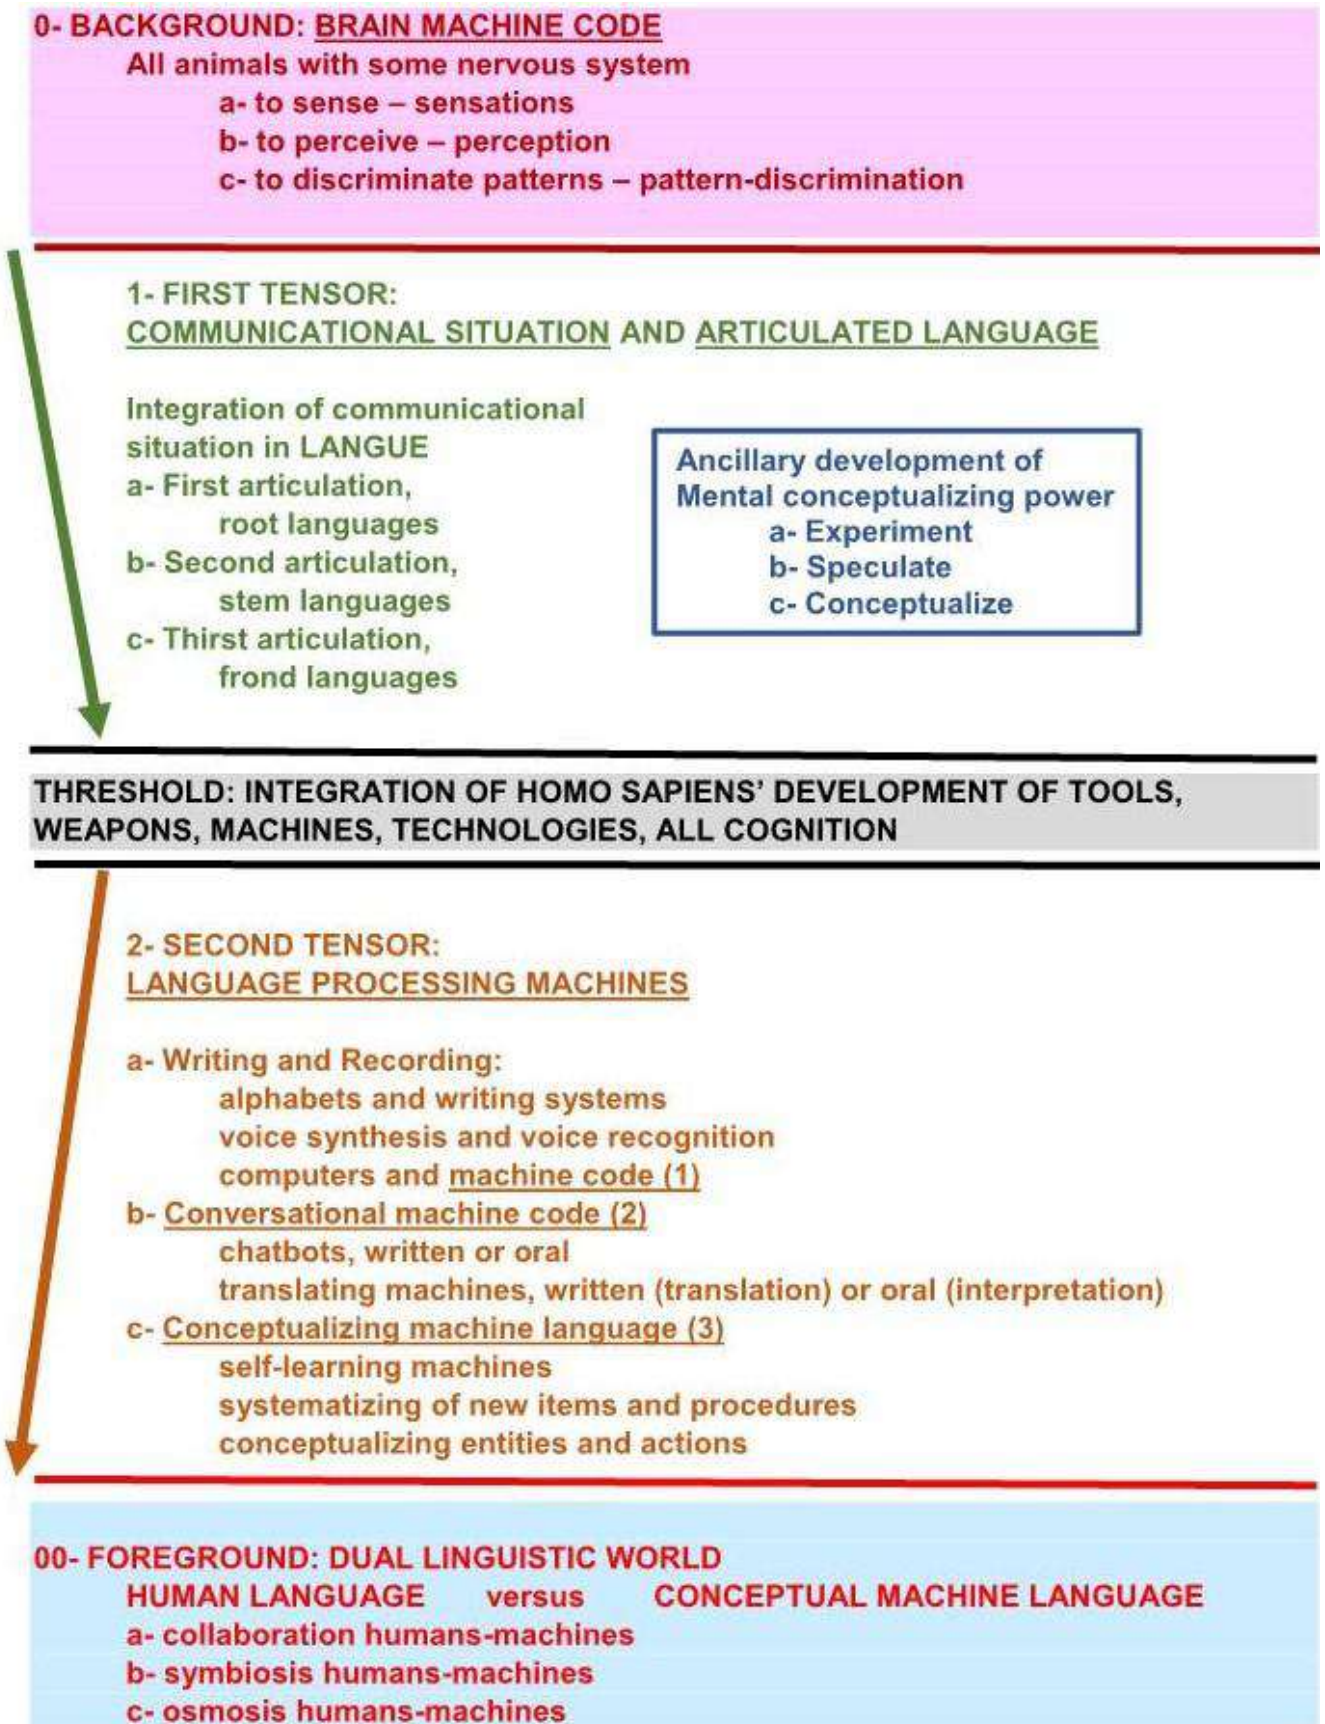 0- BACKGROUND: BRAIN MACHINE CODE
All animals with some nervous system
a- to sense – sensations
b- to perceive – perception
c- to discriminate patterns – pattern-discrimination
1- FIRST TENSOR:
COMMUNICATIONAL SITUATION AND ARTICULATED LANGUAGE
Integration of communicational
situation in LANGUE
a- First articulation,
root languages
b- Second articulation,
stem languages
c- Thirst articulation,
frond languages
Ancillary development of
Mental conceptualizing power
a- Experiment
b- Speculate
c- Conceptualize
THRESHOLD: INTEGRATION OF HOMO SAPIENS’ DEVELOPMENT OF TOOLS,
WEAPONS, MACHINES, TECHNOLOGIES, ALL COGNITION
2- SECOND TENSOR:
LANGUAGE PROCESSING MACHINES
a- Writing and Recording:
alphabets and writing systems
voice synthesis and voice recognition
computers and machine code (1)
b- Conversational machine code (2)
chatbots, written or oral
translating machines, written (translation) or oral (interpretation)
c- Conceptualizing machine language (3)
self-learning machines
systematizing of new items and procedures
conceptualizing entities and actions
00- FOREGROUND: DUAL LINGUISTIC WORLD
HUMAN LANGUAGE versus CONCEPTUAL MACHINE LANGUAGE
a- collaboration humans-machines
b- symbiosis humans-machines
c- osmosis humans-machines